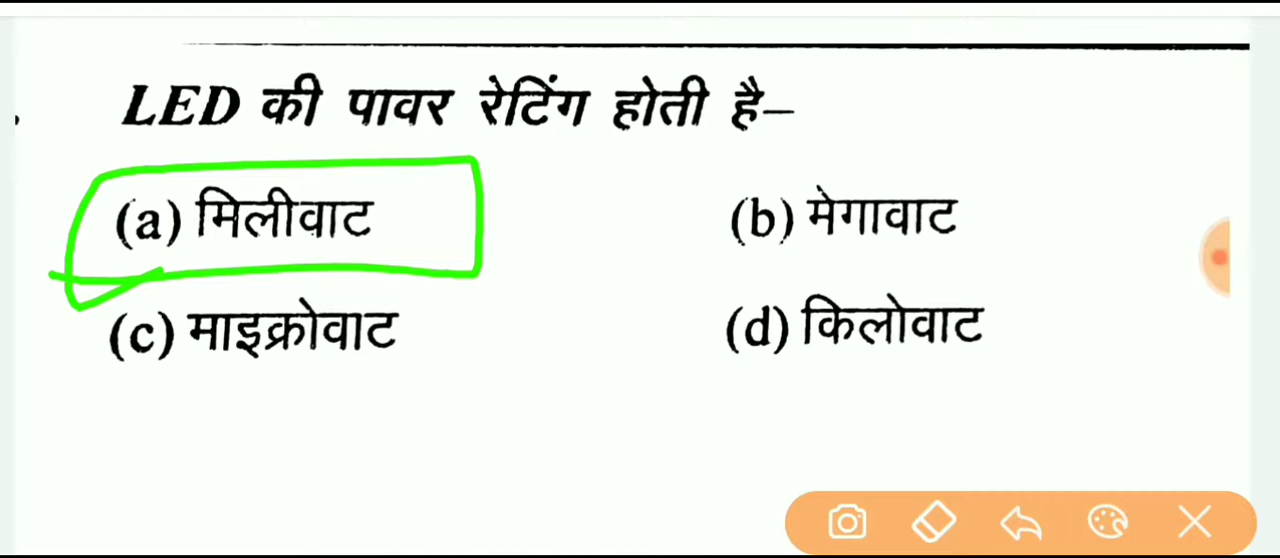 LED की पावर रेटिंग होती है–
(a) मिलीवाट (b) मेगावाट
(c) माइक्रोवाट (d) किलोवाट